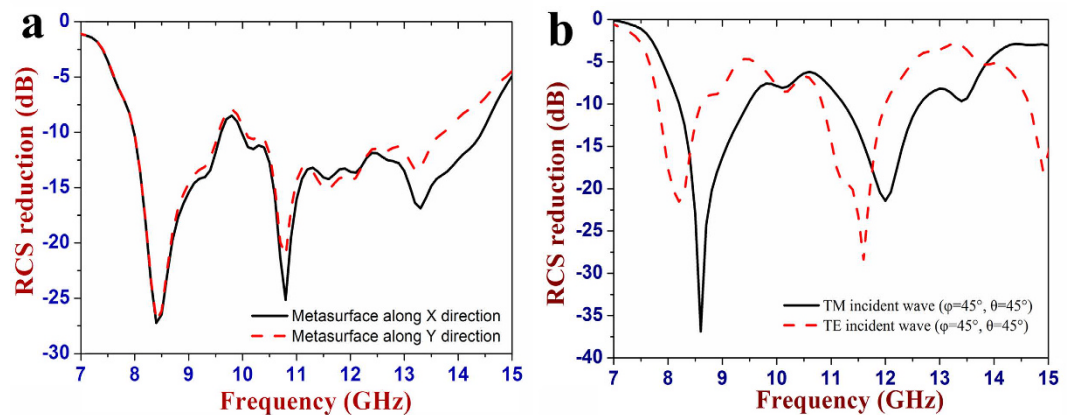 a
RCS reduction (dB)
0
-5
-10
-15
-20
-25
-30
7 8 9 10 11 12 13 14 15
Frequency (GHz)
Metasurface along X direction
Metasurface along Y direction
b
RCS reduction (dB)
0
-5
-10
-15
-20
-25
-30
-35
-40
7 8 9 10 11 12 13 14 15
Frequency (GHz)
TM incident wave (φ=45°, θ=45°)
TE incident wave (φ=45°, θ=45°)